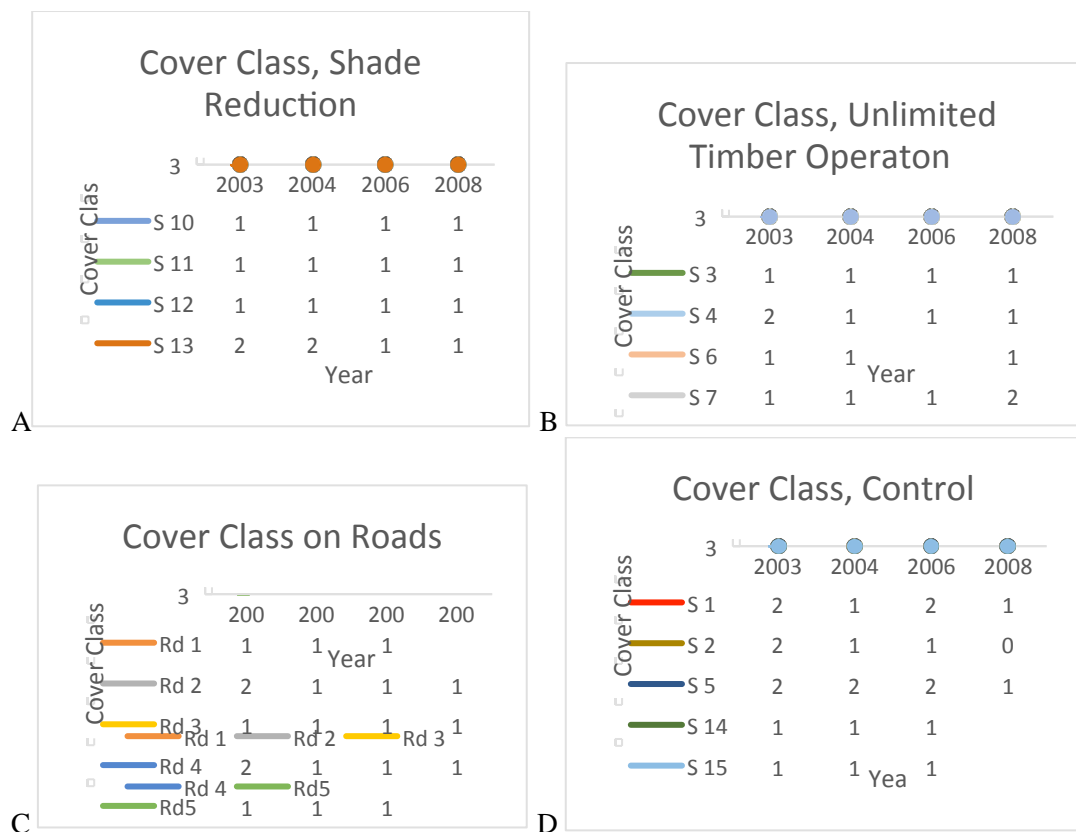 Cover Class, Shade
Reduction
3
2003 2004 2006 2008
Cover Clas
S 10 1 1 1 1
S 11 1 1 1 1
S 12 1 1 1 1
S 13 2 2 1 1
Year
A
Cover Class, Unlimited
Timber Operaton
3
2003 2004 2006 2008
Cover Class
S 3 1 1 1 1
S 4 2 1 1 1
S 6 1 1 1
Year
S 7 1 1 1 2
B
Cover Class on Roads
3
200 200 200 200
Cover Class
Rd 1 1 1 1
Year
Rd 2 2 1 1 1
Rd 3 1 1 1 1
Rd 1 Rd 2 Rd 3
Rd 4 2 1 1 1
Rd 4 Rd5
Rd5 1 1 1
C
Cover Class, Control
3
2003 2004 2006 2008
Cover Class
S 1 2 1 2 1
S 2 2 1 1 0
S 5 2 2 2 1
S 14 1 1 1
S 15 1 1 1
Yea
D